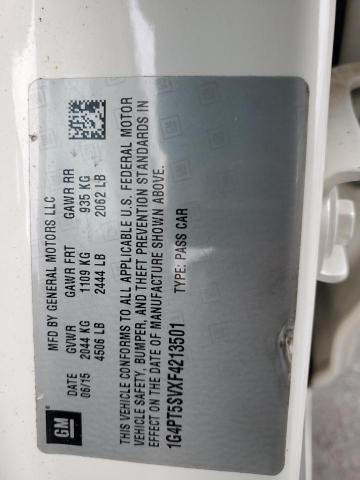 MFD BY GENERAL MOTORS LLC
DATE GVWR GAWR FRT GAWR RR
06/15 2044 KG 1109 KG 935 KG
4506 LB 2444 LB 2062 LB
THIS VEHICLE CONFORMS TO ALL APPLICABLE U.S. FEDERAL MOTOR
VEHICLE SAFETY, BUMPER, AND THEFT PREVENTION STANDARDS IN
EFFECT ON THE DATE OF MANUFACTURE SHOWN ABOVE.
1G4PT5SVXF4213501 TYPE: PASS CAR
GM